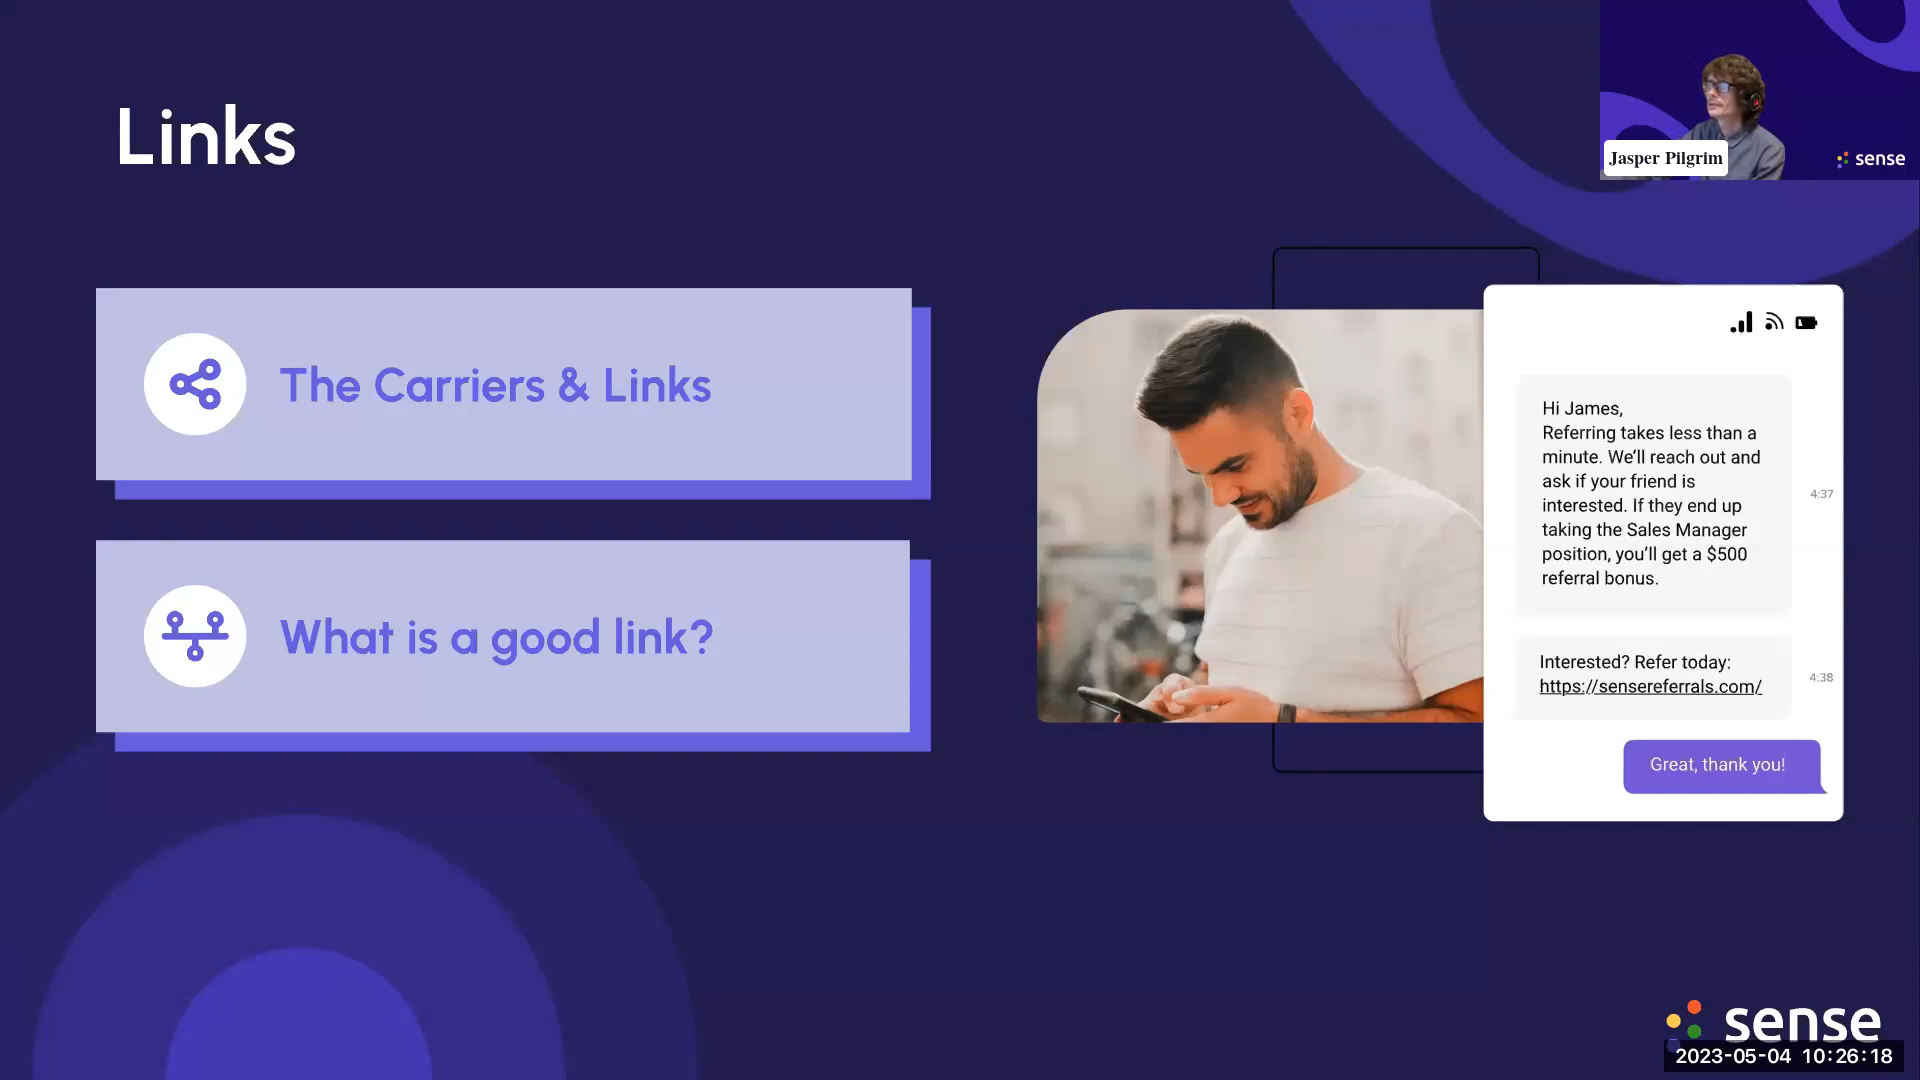 Links
Jasper Pilgrim
sense
The Carriers & Links
What is a good link?
Hi James,
Referring takes less than a
minute. We'll reach out and
ask if your friend is
interested. If they end up
taking the Sales Manager
position, you'll get a $500
referral bonus.
4:37
Interested? Refer today:
https://sensereferrals.com/
4:38
Great, thank you!
sense
2023-05-04 10:26:18